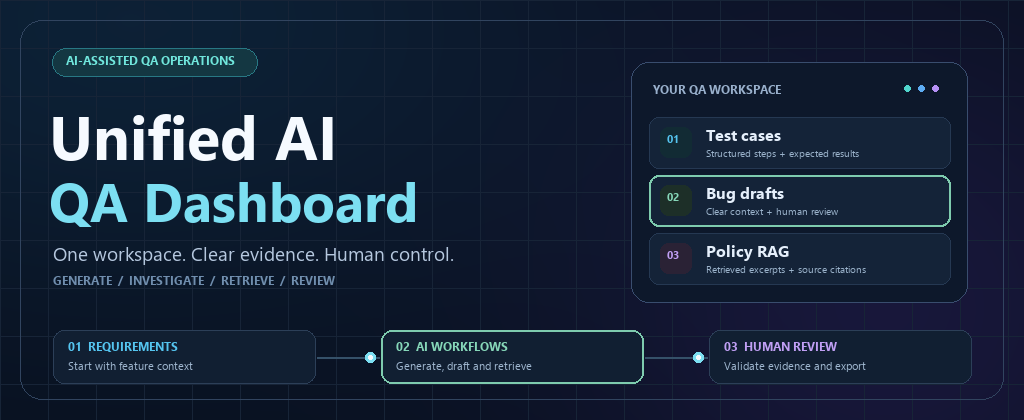 AI-ASSISTED QA OPERATIONS
Unified AI
QA Dashboard
One workspace. Clear evidence. Human control.
GENERATE / INVESTIGATE / RETRIEVE / REVIEW
YOUR QA WORKSPACE
01
Test cases
Structured steps + expected results
02
Bug drafts
Clear context + human review
03
Policy RAG
Retrieved excerpts + source citations
01 REQUIREMENTS
Start with feature context
02 AI WORKFLOWS
Generate, draft and retrieve
03 HUMAN REVIEW
Validate evidence and export